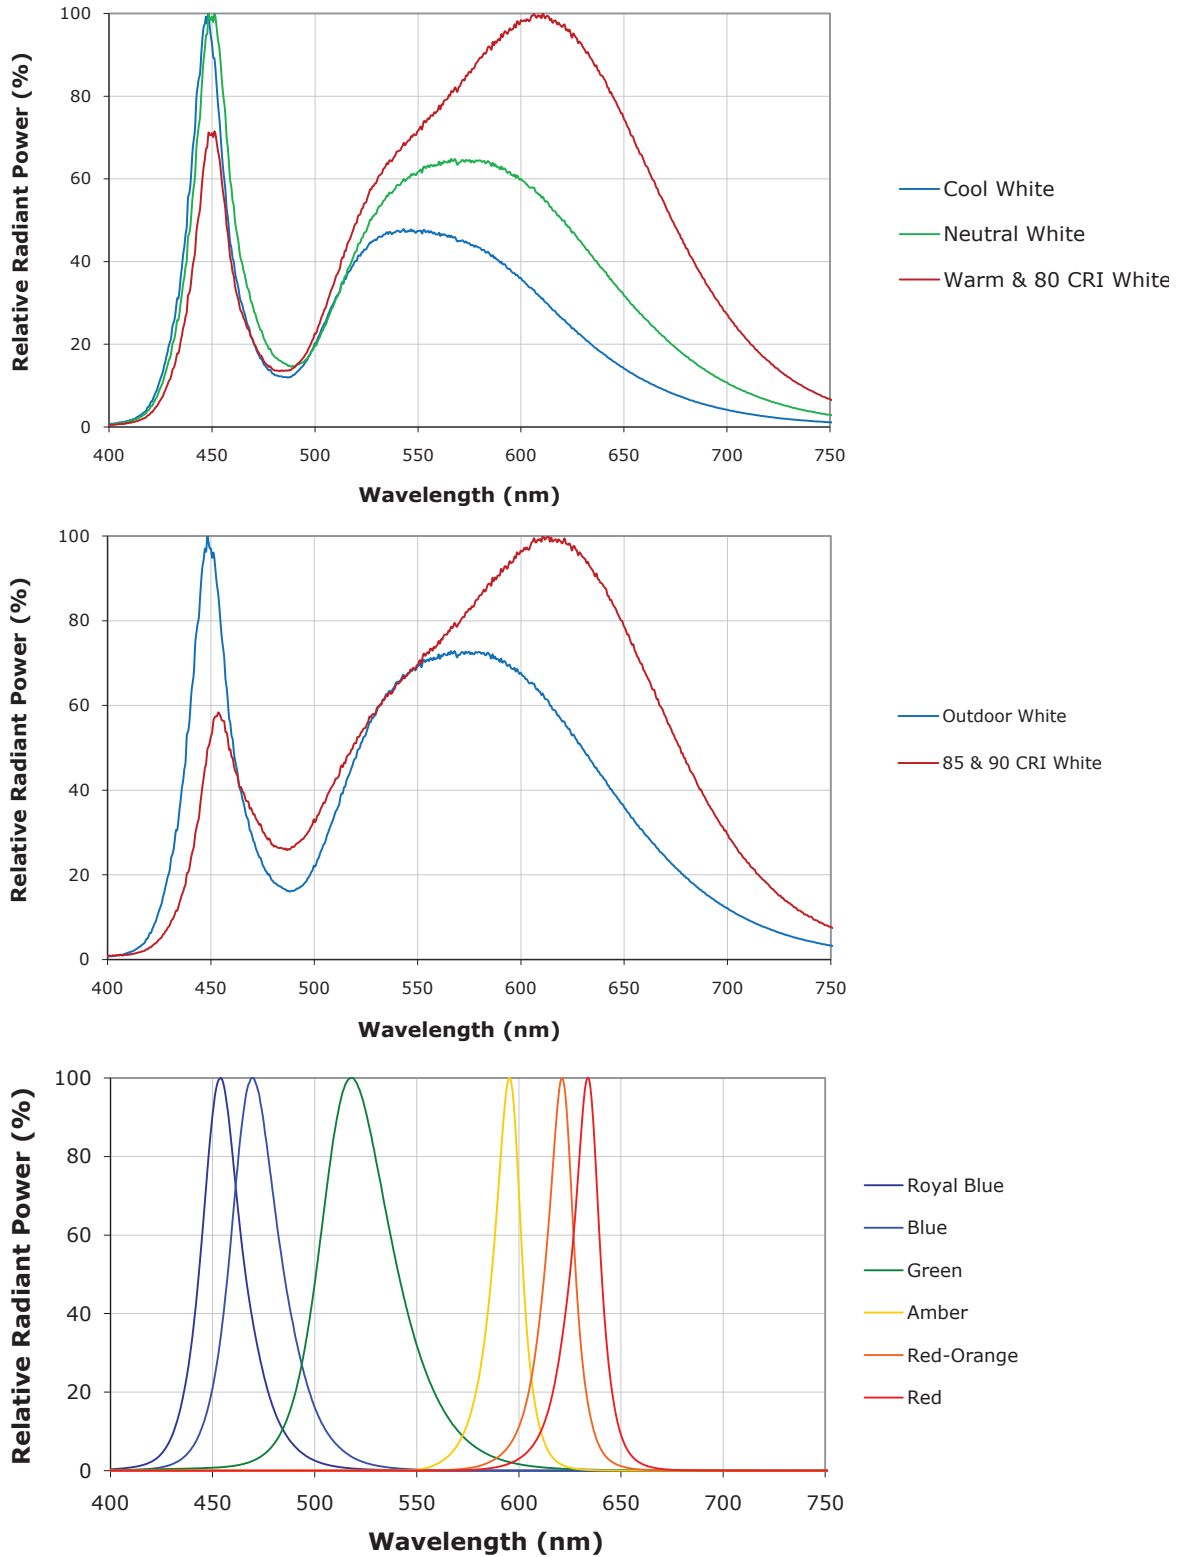 Relative Radiant Power (%)
100
80
60
40
20
0
400 450 500 550 600 650 700 750
Wavelength (nm)
Cool White
Neutral White
Warm & 80 CRI White
Relative Radiant Power (%)
100
80
60
40
20
0
400 450 500 550 600 650 700 750
Wavelength (nm)
Outdoor White
85 & 90 CRI White
Relative Radiant Power (%)
100
80
60
40
20
0
400 450 500 550 600 650 700 750
Wavelength (nm)
Royal Blue
Blue
Green
Amber
Red-Orange
Red